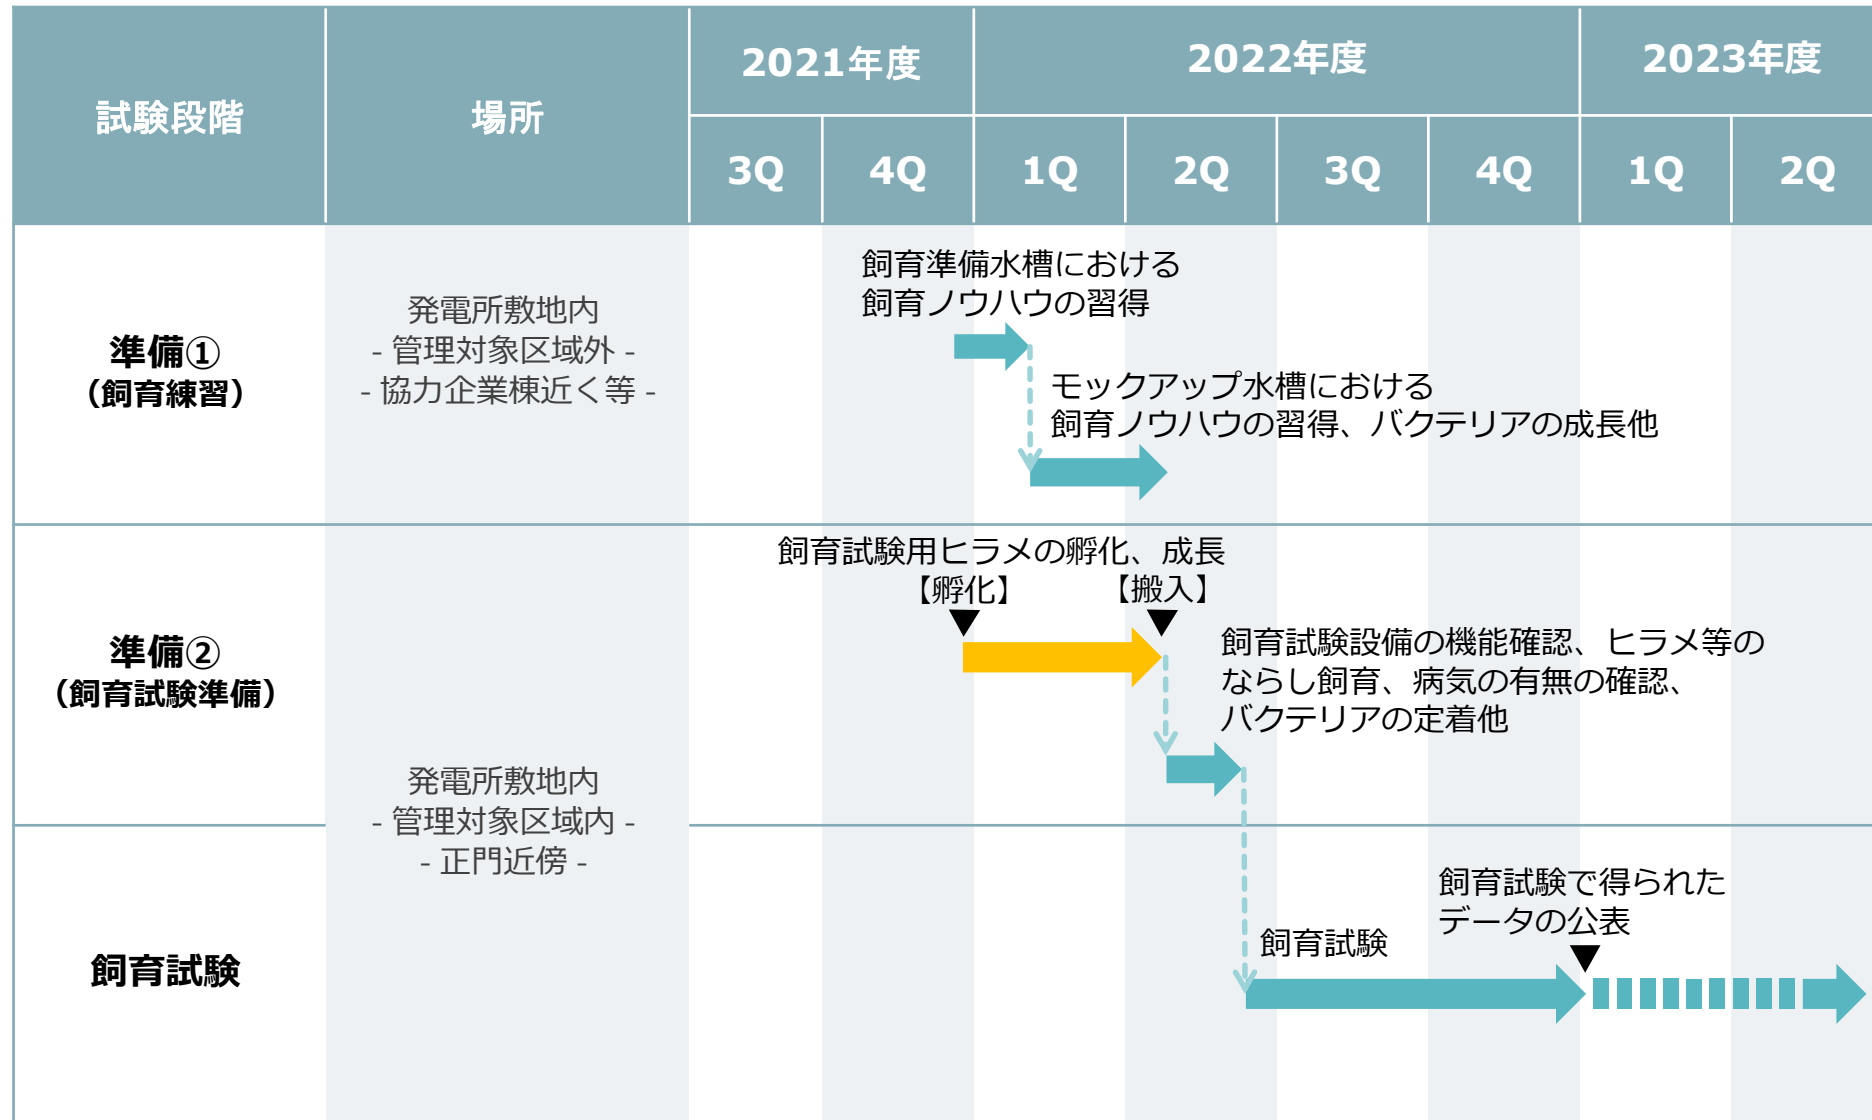 試験段階
場所
2021年度
2022年度
2023年度
3Q
4Q
1Q
2Q
3Q
4Q
1Q
2Q
準備①
（飼育練習）
発電所敷地内
- 管理対象区域外 -
- 協力企業棟近く等 -
飼育準備水槽における
飼育ノウハウの習得
モックアップ水槽における
飼育ノウハウの習得、バクテリアの成長他
準備②
（飼育試験準備）
発電所敷地内
- 管理対象区域内 -
- 正門近傍 -
飼育試験用ヒラメの孵化、成長
【孵化】
【搬入】
飼育試験設備の機能確認、ヒラメ等の
ならし飼育、病気の有無の確認、
バクテリアの定着他
飼育試験
飼育試験
飼育試験で得られた
データの公表